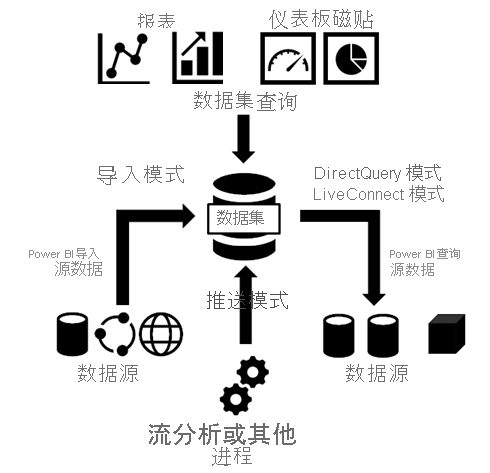 报表
仪表板磁贴
数据集查询
导入模式
DirectQuery 模式
LiveConnect 模式
数据集
Power BI导入
源数据
Power BI查询
源数据
推送模式
数据源
数据源
流分析或其他
进程